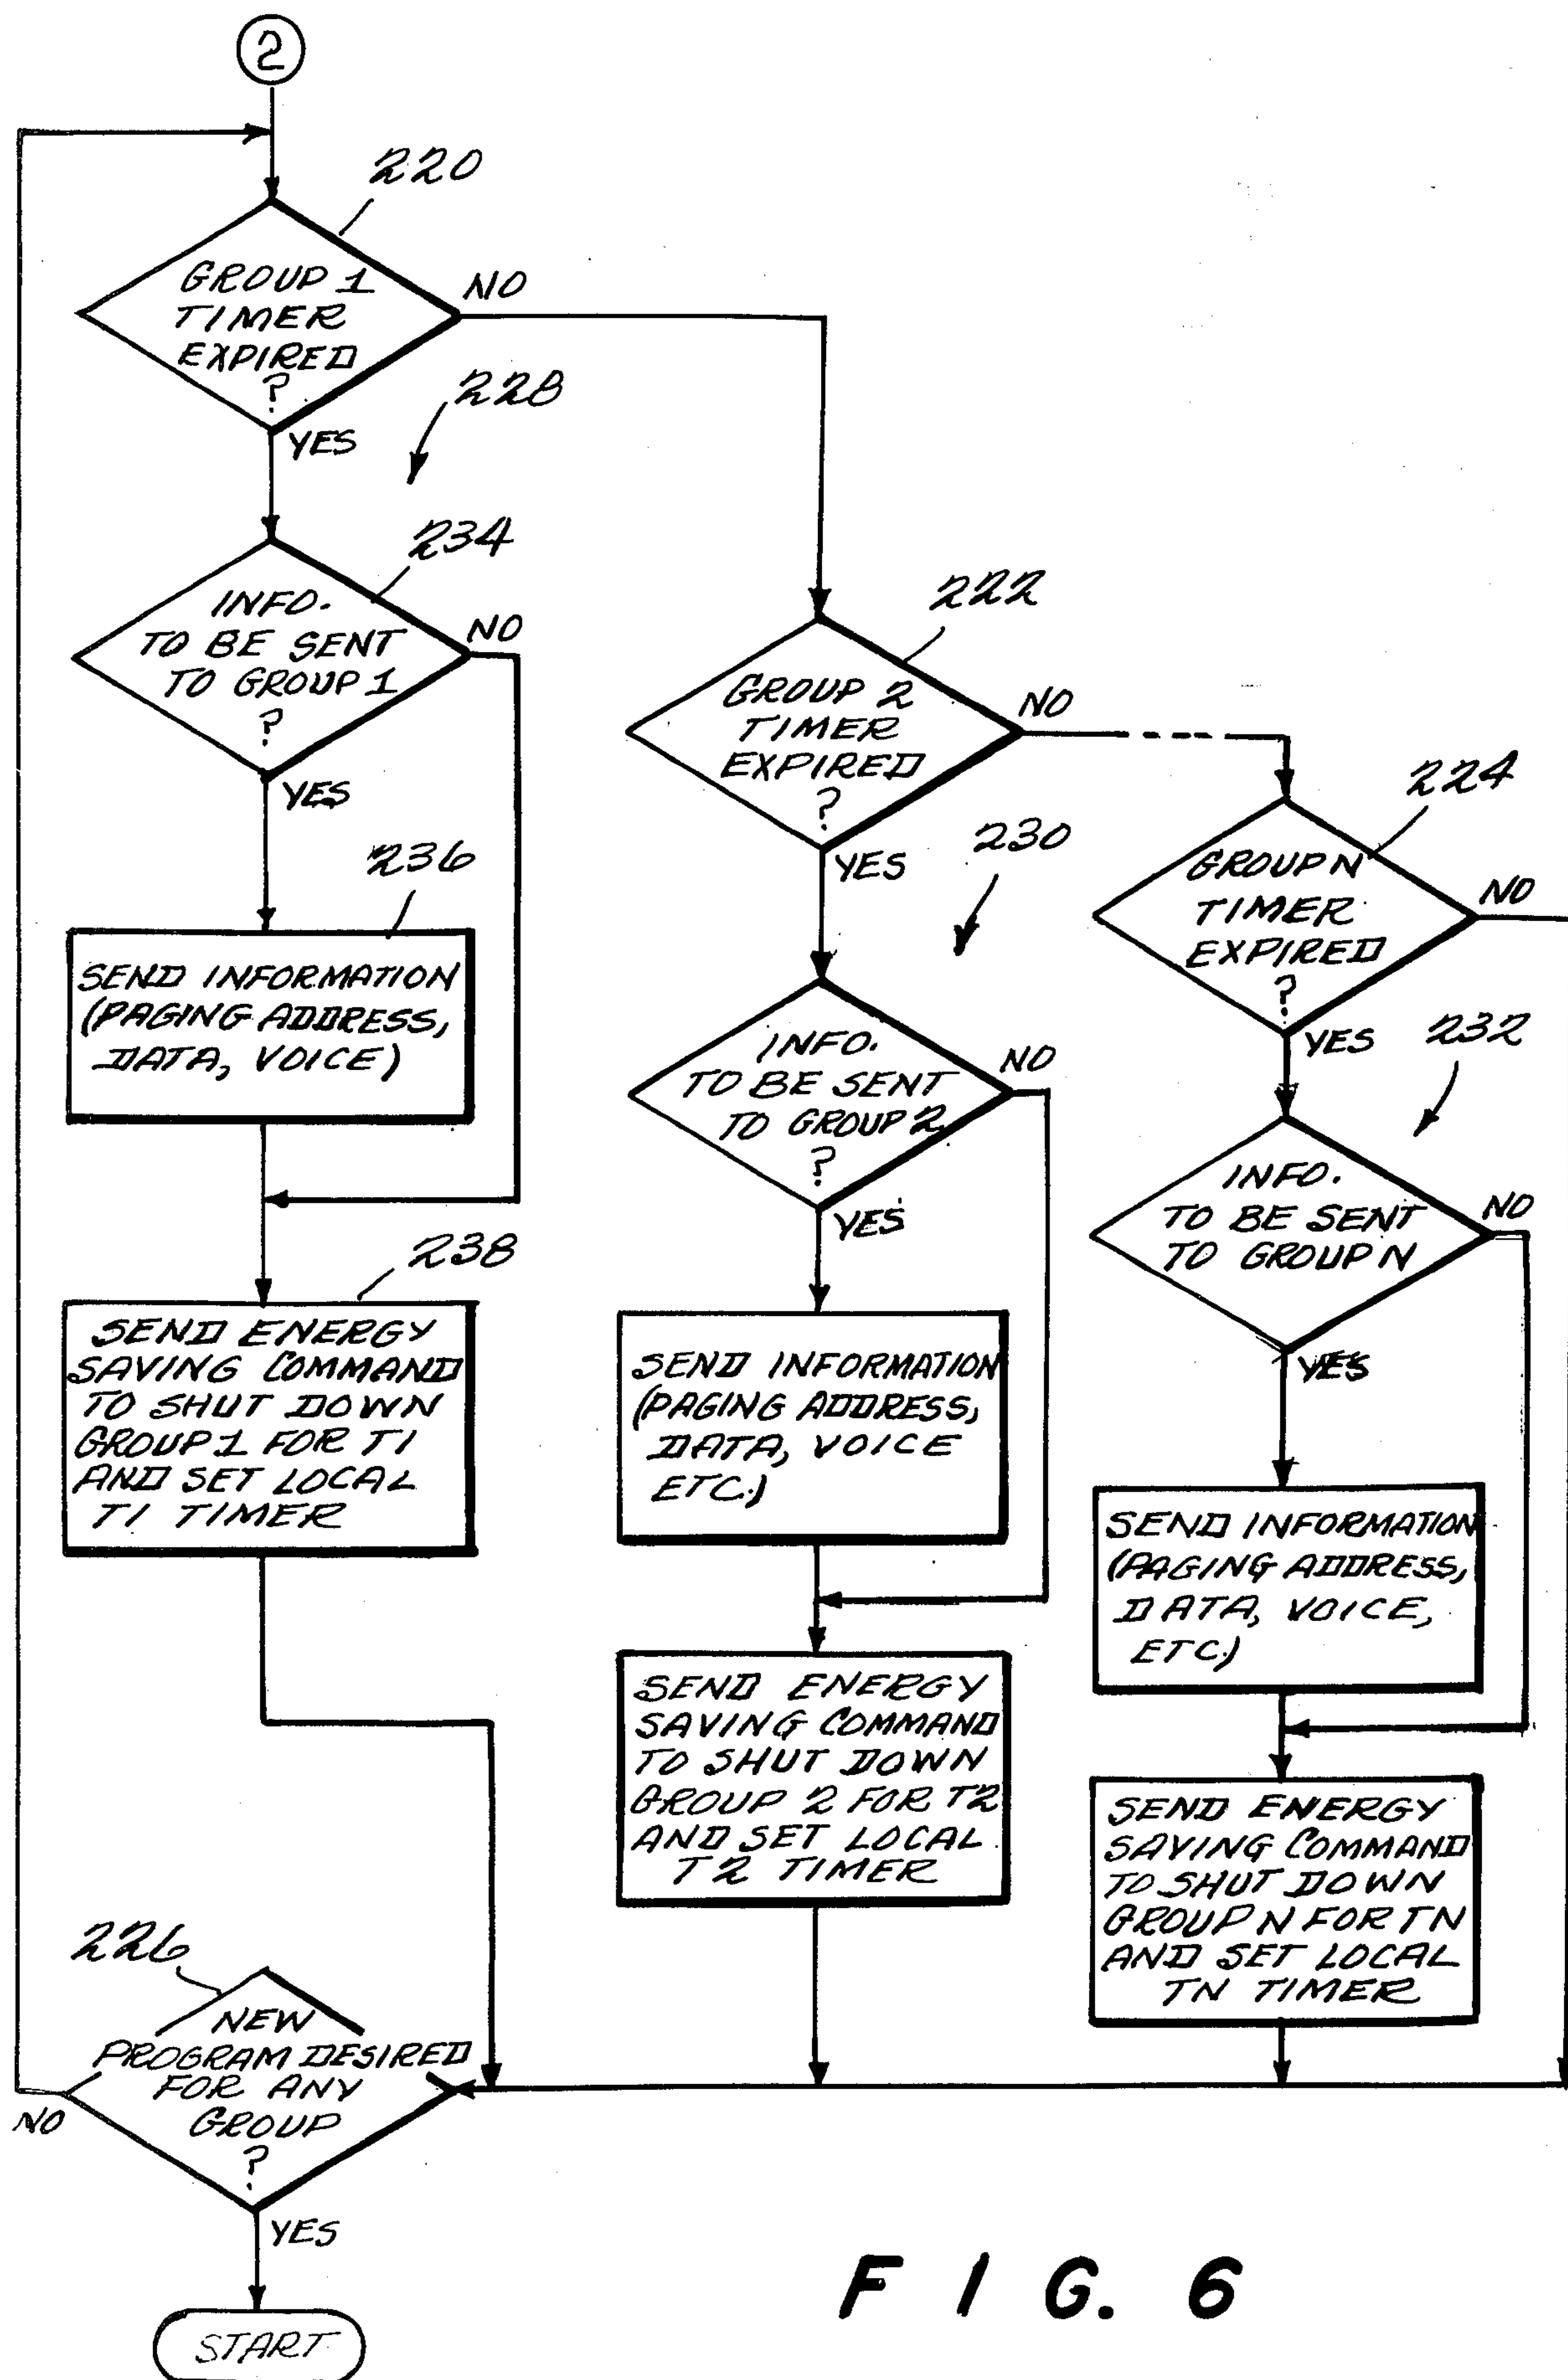 2
220
GROUP 1
TIMER
EXPIRED
?
NO
YES
228
234
INFO.
TO BE SENT
TO GROUP 1
?
NO
YES
236
SEND INFORMATION
(PAGING ADDRESS,
DATA, VOICE)
238
SEND ENERGY
SAVING COMMAND
TO SHUT DOWN
GROUP 1 FOR T1
AND SET LOCAL
T1 TIMER
222
GROUP 2
TIMER
EXPIRED
?
NO
YES
230
INFO.
TO BE SENT
TO GROUP 2
?
NO
YES
SEND INFORMATION
(PAGING ADDRESS,
DATA, VOICE
ETC.)
SEND ENERGY
SAVING COMMAND
TO SHUT DOWN
GROUP 2 FOR T2
AND SET LOCAL
T2 TIMER
224
GROUP N
TIMER
EXPIRED
?
NO
YES
232
INFO.
TO BE SENT
TO GROUP N
NO
YES
SEND INFORMATION
(PAGING ADDRESS,
DATA, VOICE,
ETC.)
SEND ENERGY
SAVING COMMAND
TO SHUT DOWN
GROUP N FOR TN
AND SET LOCAL
TN TIMER
226
NEW
PROGRAM DESIRED
FOR ANY
GROUP
?
NO
YES
START
FIG. 6